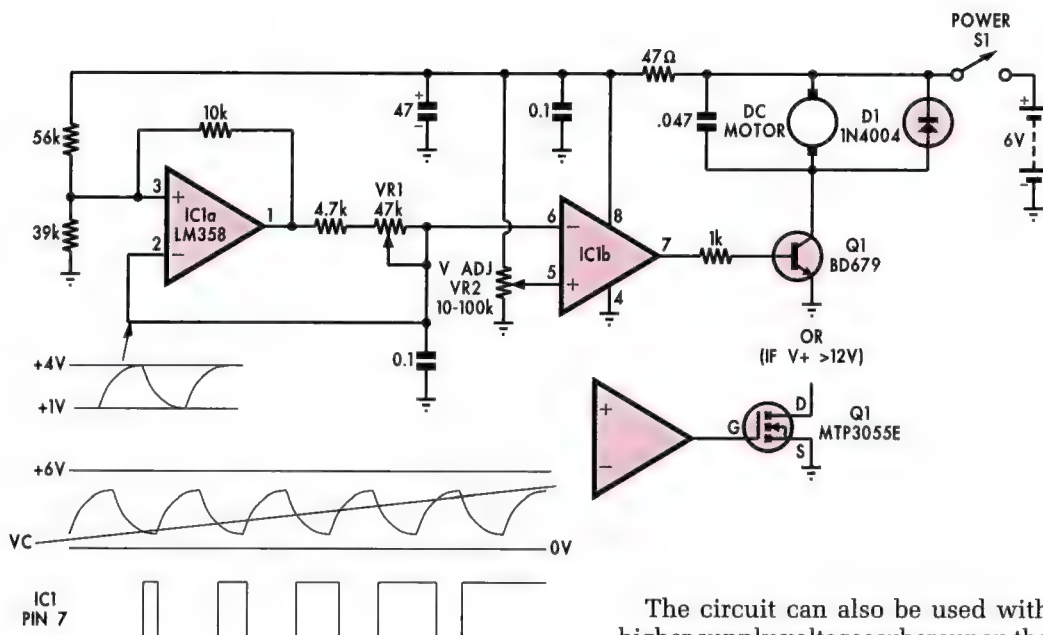 POWER
S1
47Ω
10k
56k
47
+
−
0.1
.047
DC
MOTOR
D1
1N4004
+
6V
−
3
+
IC1a
LM358
1
2
−
39k
4.7k
VR1
47k
6
−
8
IC1b
7
5
+
4
1k
Q1
BD679
V ADJ
VR2
10-100k
0.1
OR
(IF V+ >12V)
+4V
+1V
+
−
G
D
S
Q1
MTP3055E
+6V
VC
0V
IC1
PIN 7
The circuit can also be used with